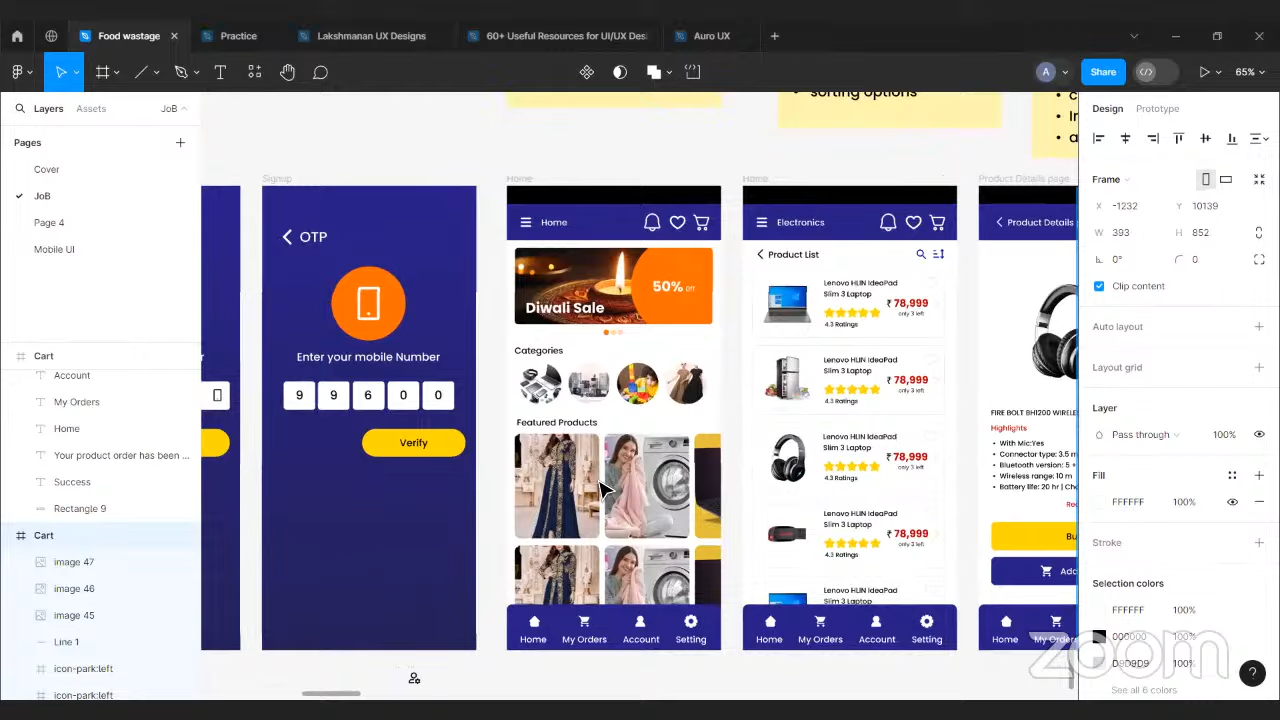 Food wastage
Practice
Lakshmanan UX Designs
60+ Useful Resources for UI/UX Desi
Auro UX
A
Share
65%
Layers
Assets
JoB
Pages
Cover
JoB
Page 4
Mobile UI
Cart
Account
My Orders
Home
Your product order has been ...
Success
Rectangle 9
Cart
image 47
image 46
image 45
Line 1
icon-park:left
icon-park:left
sorting options
Signup
OTP
Enter your mobile Number
9 9 6 0 0
Verify
Home
Home
Diwali Sale
50% Off
Categories
Featured Products
Home
My Orders
Account
Setting
Home
Electronics
Product List
Lenovo HLIN IdeaPad
Slim 3 Laptop
₹ 78,999
only 3 left
4.3 Ratings
Lenovo HLIN IdeaPad
Slim 3 Laptop
₹ 78,999
only 3 left
4.3 Ratings
Lenovo HLIN IdeaPad
Slim 3 Laptop
₹ 78,999
only 3 left
4.3 Ratings
Lenovo HLIN IdeaPad
Slim 3 Laptop
₹ 78,999
only 3 left
4.3 Ratings
Lenovo HLIN IdeaPad
Slim 3 Laptop
₹ 78,999
only 3 left
Home
My Orders
Account
Setting
Product Details page
Product Details
FIRE BOLT BH1200 WIRELE
Highlights
• With Mic:Yes
• Connector type: 3.5 m
• Bluetooth version: 5 +
• Wireless range: 10 m
• Battery life: 20 hr | Cha
Bu
Add
Home
My Orders
Design
Prototype
Frame
X -1232
Y 10139
W 393
H 852
0°
0
Clip content
Auto layout
Layout grid
Layer
Pass through
100%
Fill
FFFFFF
100%
Stroke
Selection colors
FFFFFF
100%
000000
100%
D9D9D9
100%
See all 6 colors
zoom
?